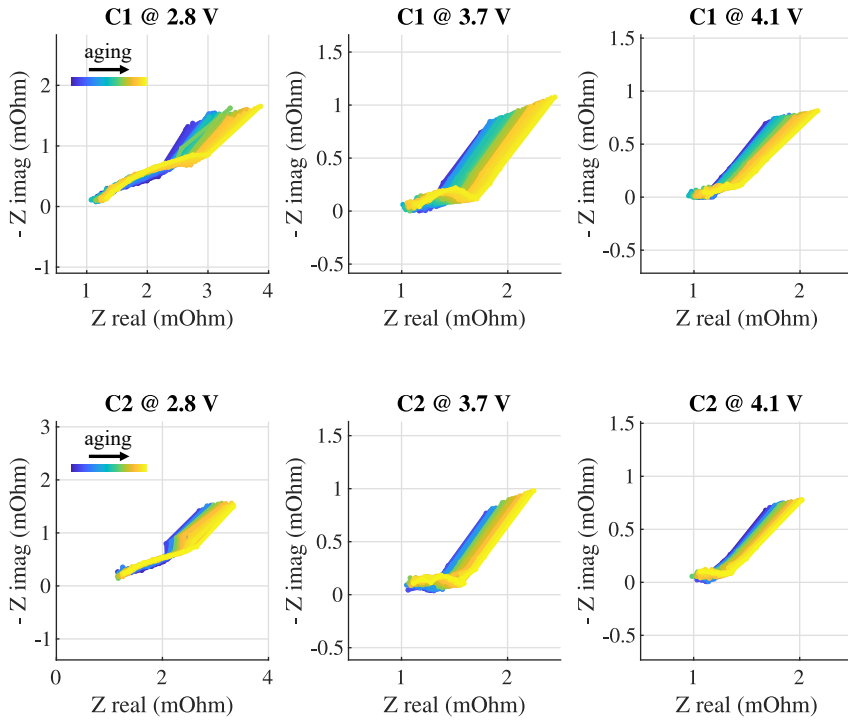 C1 @ 2.8 V
C1 @ 3.7 V
C1 @ 4.1 V
aging
2
1
0
-1
- Z imag (mOhm)
1 2 3 4
Z real (mOhm)
1.5
1
0.5
0
-0.5
- Z imag (mOhm)
1 2
Z real (mOhm)
1.5
1
0.5
0
-0.5
- Z imag (mOhm)
1 2
Z real (mOhm)
C2 @ 2.8 V
C2 @ 3.7 V
C2 @ 4.1 V
aging
3
2
1
0
-1
- Z imag (mOhm)
0 2 4
Z real (mOhm)
1.5
1
0.5
0
-0.5
- Z imag (mOhm)
1 2
Z real (mOhm)
1.5
1
0.5
0
-0.5
- Z imag (mOhm)
1 2
Z real (mOhm)